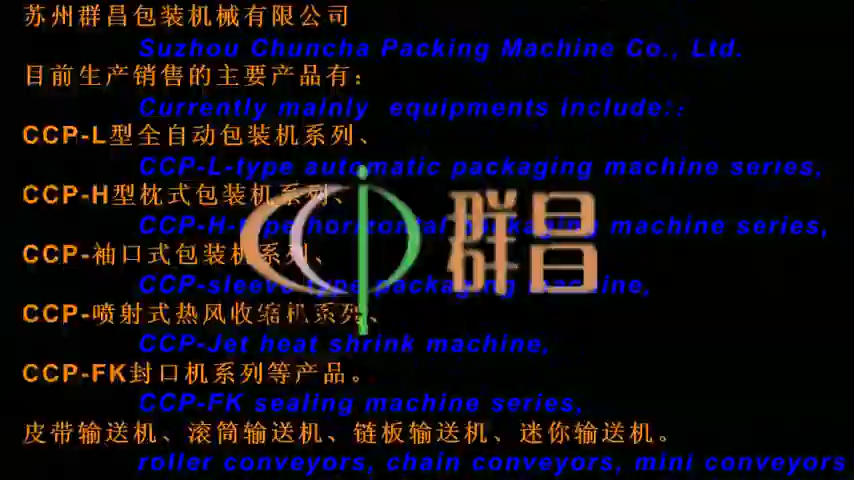 苏州群昌包装机械有限公司
Suzhou Chuncha Packing Machine Co., Ltd.
目前生产销售的主要产品有：
Currently mainly equipments include:：
CCP-L型全自动包装机系列、
CCP-L-type automatic packaging machine series,
CCP-H型枕式包装机系列、
CCP-H-type horizontal packaging machine series,
CCP-袖口式包装机系列、
CCP-sleeve type packaging machine,
CCP-喷射式热风收缩机系列、
CCP-Jet heat shrink machine,
CCP-FK封口机系列等产品。
CCP-FK sealing machine series,
皮带输送机、滚筒输送机、链板输送机、迷你输送机。
roller conveyors, chain conveyors, mini conveyors
CCP 群昌